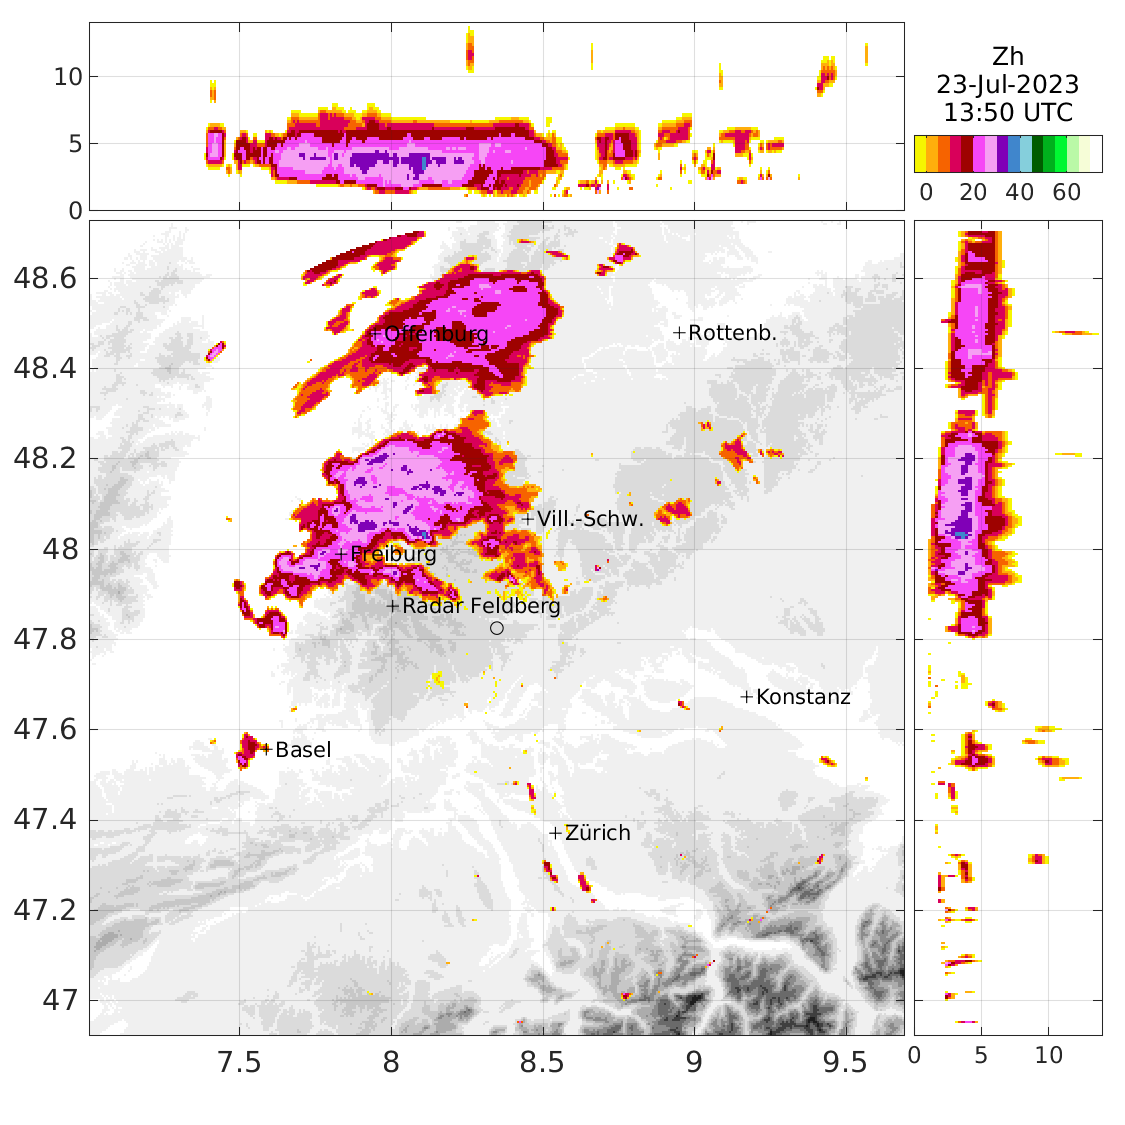 10
5
0
Zh
23-Jul-2023
13:50 UTC
0 20 40 60
48.6
48.4
48.2
48
47.8
47.6
47.4
47.2
47
Offenburg
Rottenb.
Vill.-Schw.
Freiburg
Radar Feldberg
Konstanz
Basel
Zürich
7.5 8 8.5 9 9.5
0 5 10